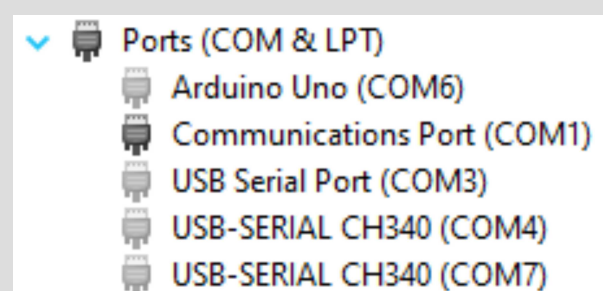 Ports (COM & LPT)
Arduino Uno (COM6)
Communications Port (COM1)
USB Serial Port (COM3)
USB-SERIAL CH340 (COM4)
USB-SERIAL CH340 (COM7)